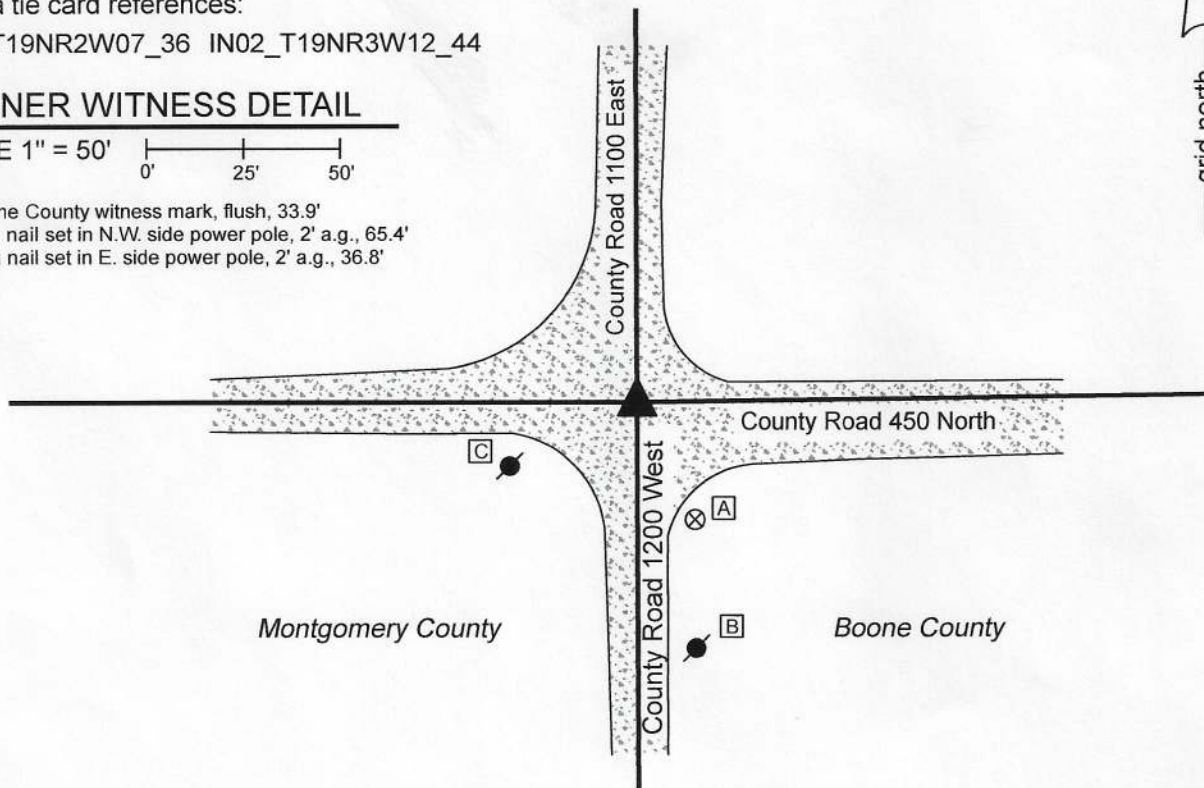 tie card references:
T19NR2W07_36 IN02_T19NR3W12_44
NER WITNESS DETAIL
1" = 50'
0' 25' 50'
County witness mark, flush, 33.9'
nail set in N.W. side power pole, 2' a.g., 65.4'
nail set in E. side power pole, 2' a.g., 36.8'
County Road 1100 East
grid north
County Road 450 North
C
A
County Road 1200 West
B
Montgomery County
Boone County